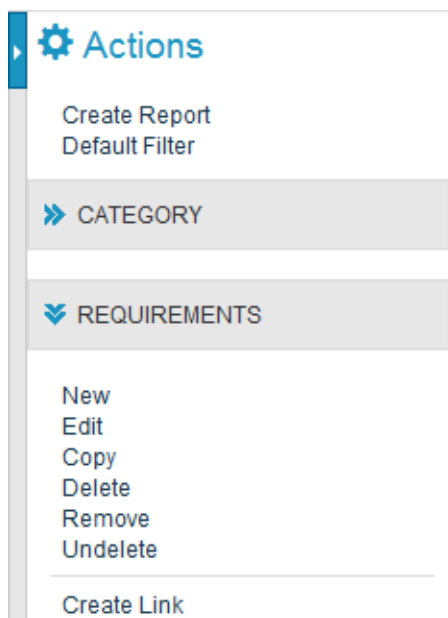 Actions
Create Report
Default Filter
CATEGORY
REQUIREMENTS
New
Edit
Copy
Delete
Remove
Undelete
Create Link